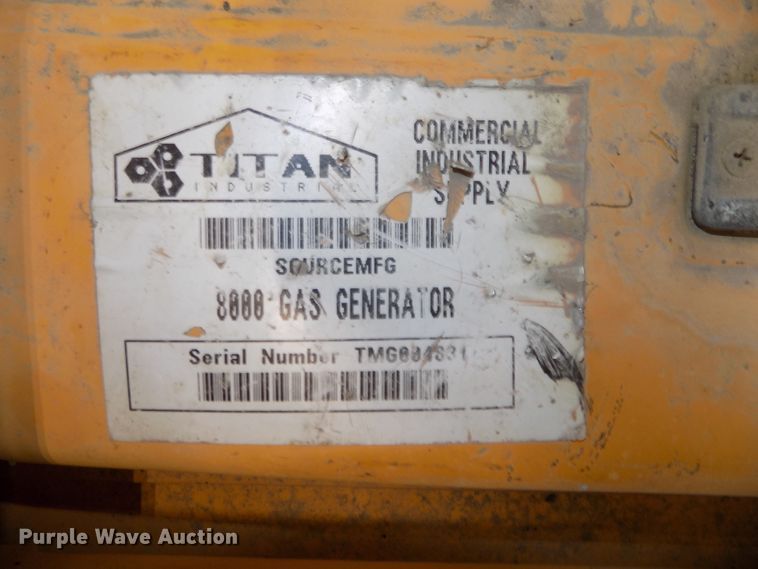 TITAN
INDUSTRIAL
COMMERCIAL
INDUSTRIAL
SUPPLY
SOURCEMFG
8000 GAS GENERATOR
Serial Number
Purple Wave Auction